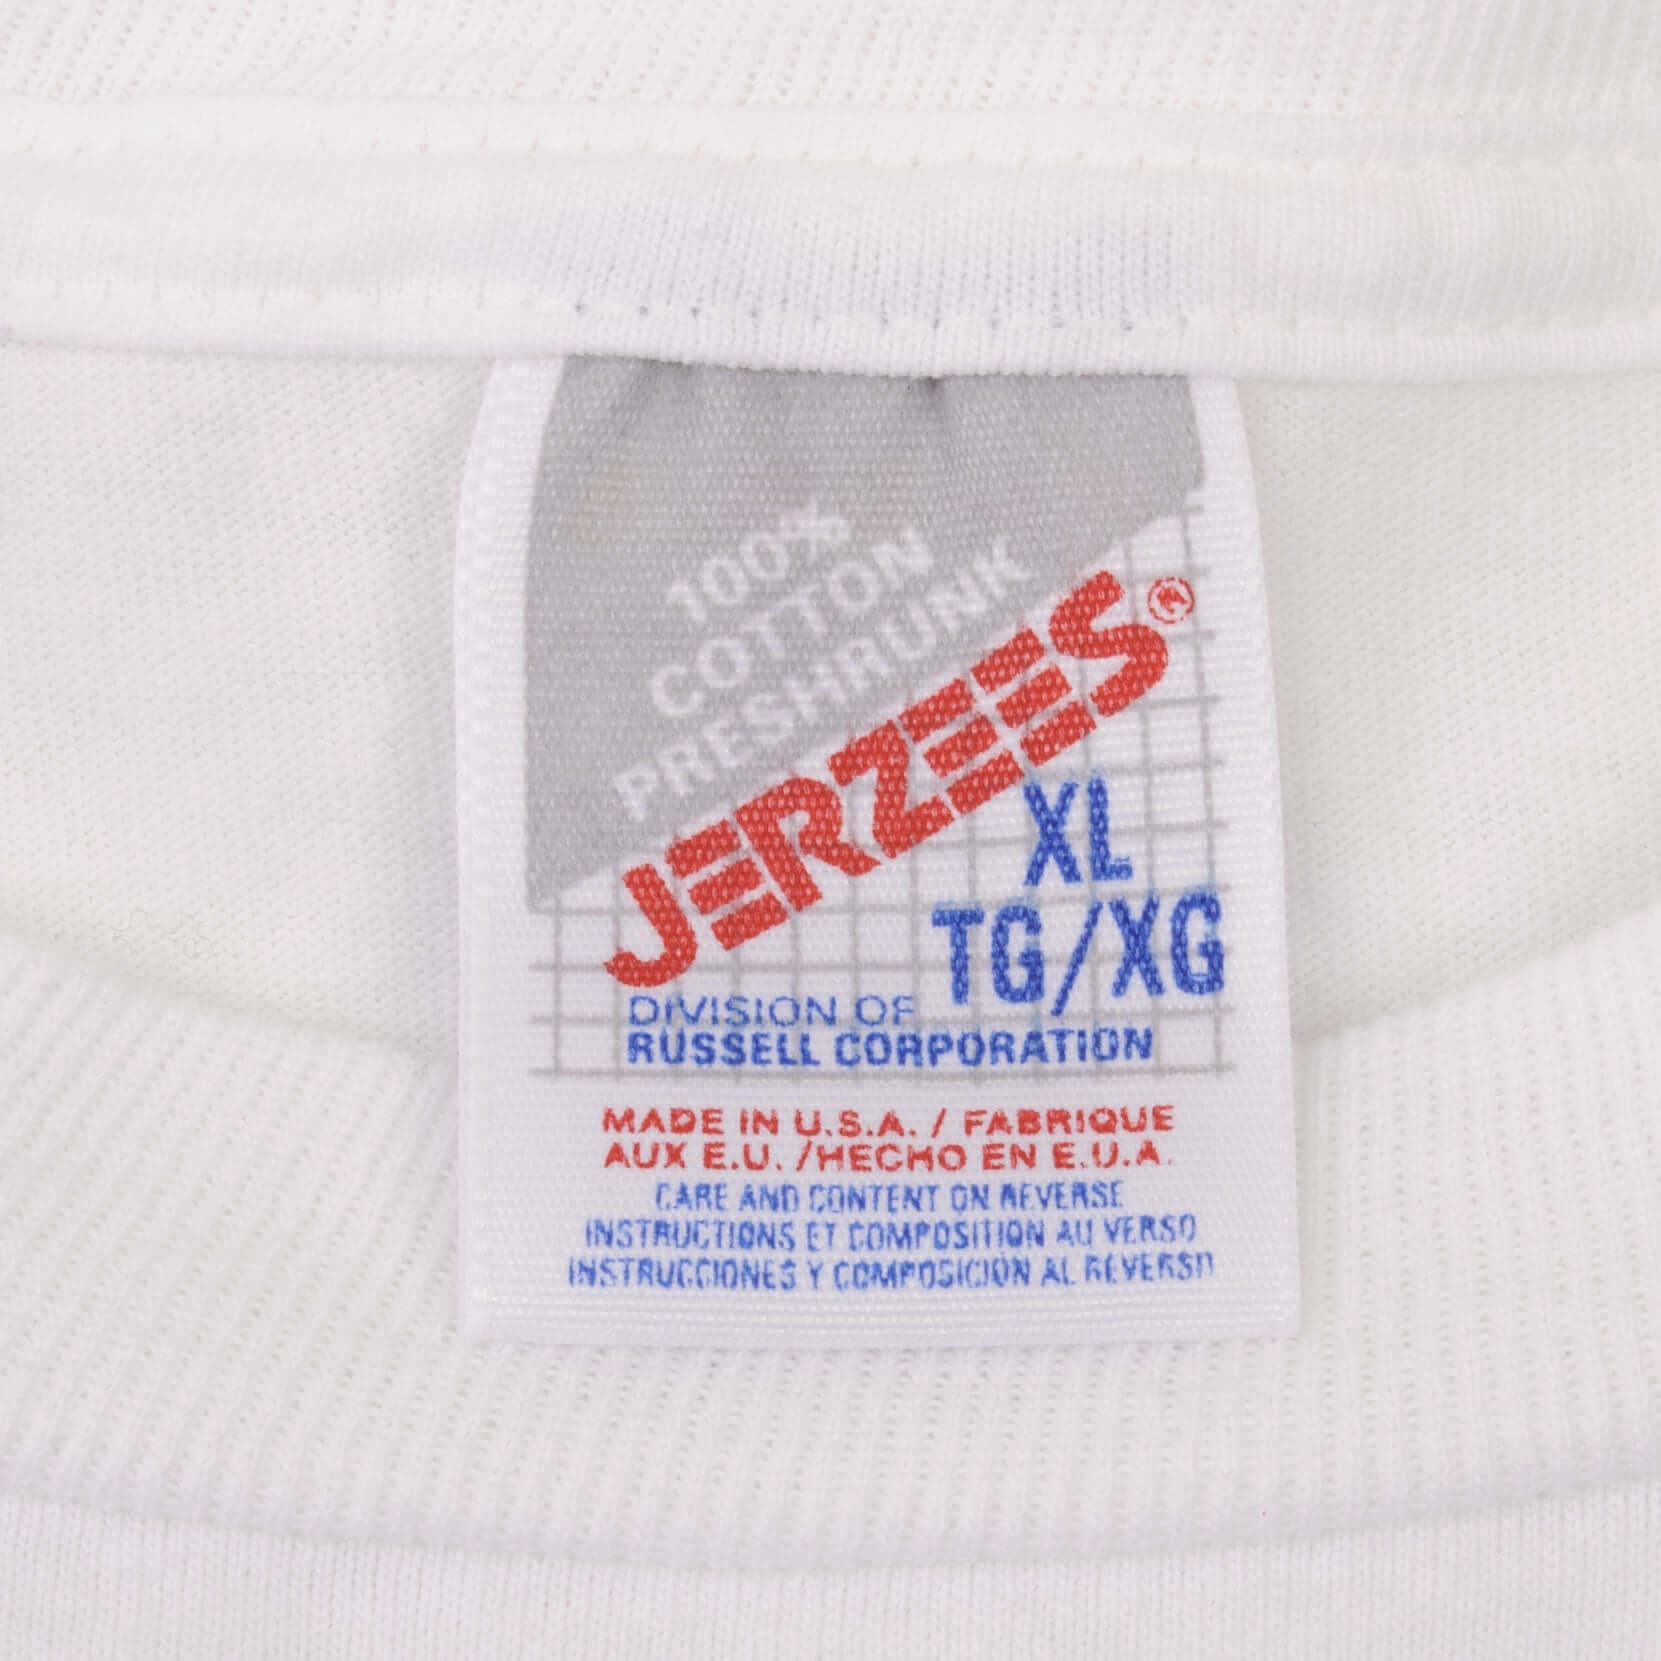 100%
COTTON
PRESHRUNK
JERZEES®
XL
TG/XG
DIVISION OF
RUSSELL CORPORATION
MADE IN U.S.A. / FABRIQUE
AUX E.U. /HECHO EN E.U.A.
CARE AND CONTENT ON REVERSE
INSTRUCTIONS ET COMPOSITION AU VERSO
INSTRUCCIONES Y COMPOSICIÓN AL REVERSO